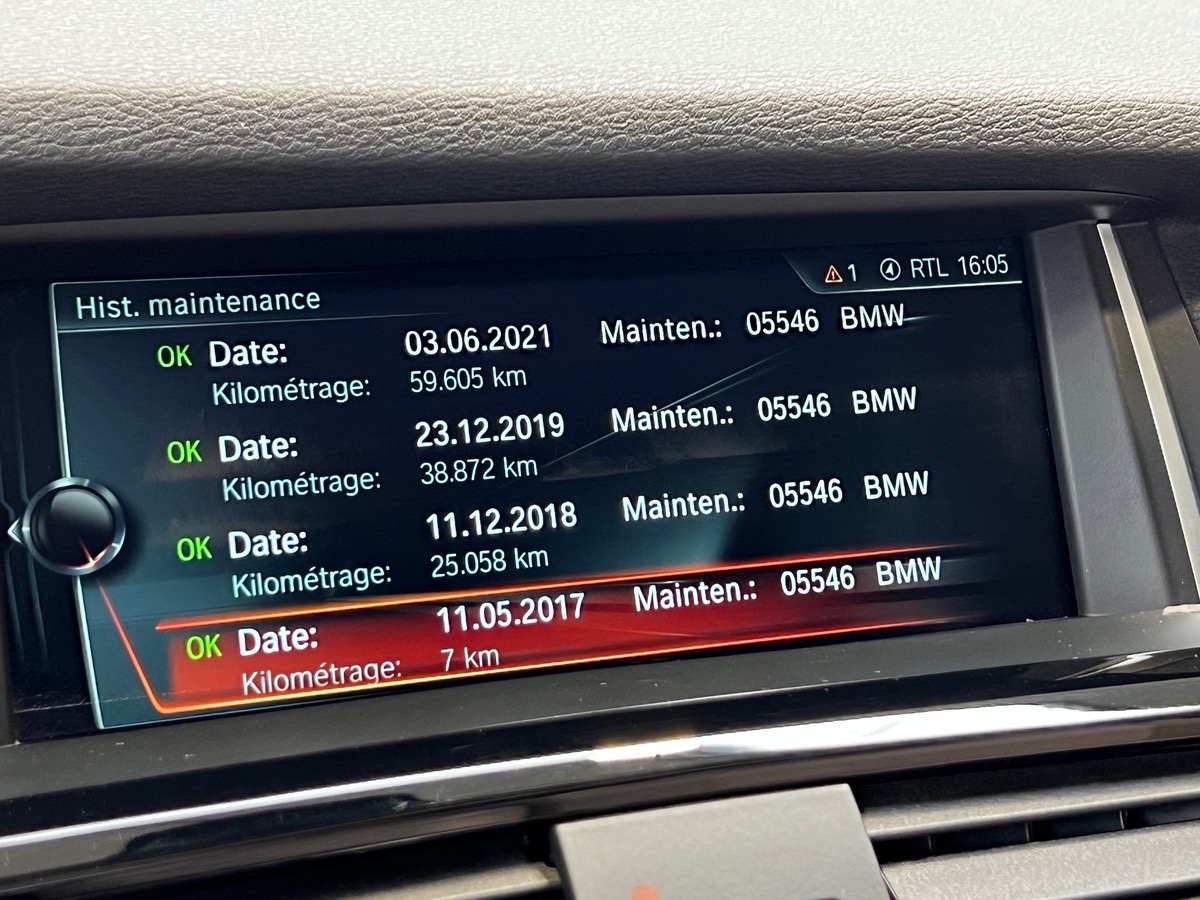 1 RTL 16:05
Hist. maintenance
OK Date: 03.06.2021 Mainten.: 05546 BMW
Kilométrage: 59.605 km
OK Date: 23.12.2019 Mainten.: 05546 BMW
Kilométrage: 38.872 km
OK Date: 11.12.2018 Mainten.: 05546 BMW
Kilométrage: 25.058 km
OK Date: 11.05.2017 Mainten.: 05546 BMW
Kilométrage: 7 km